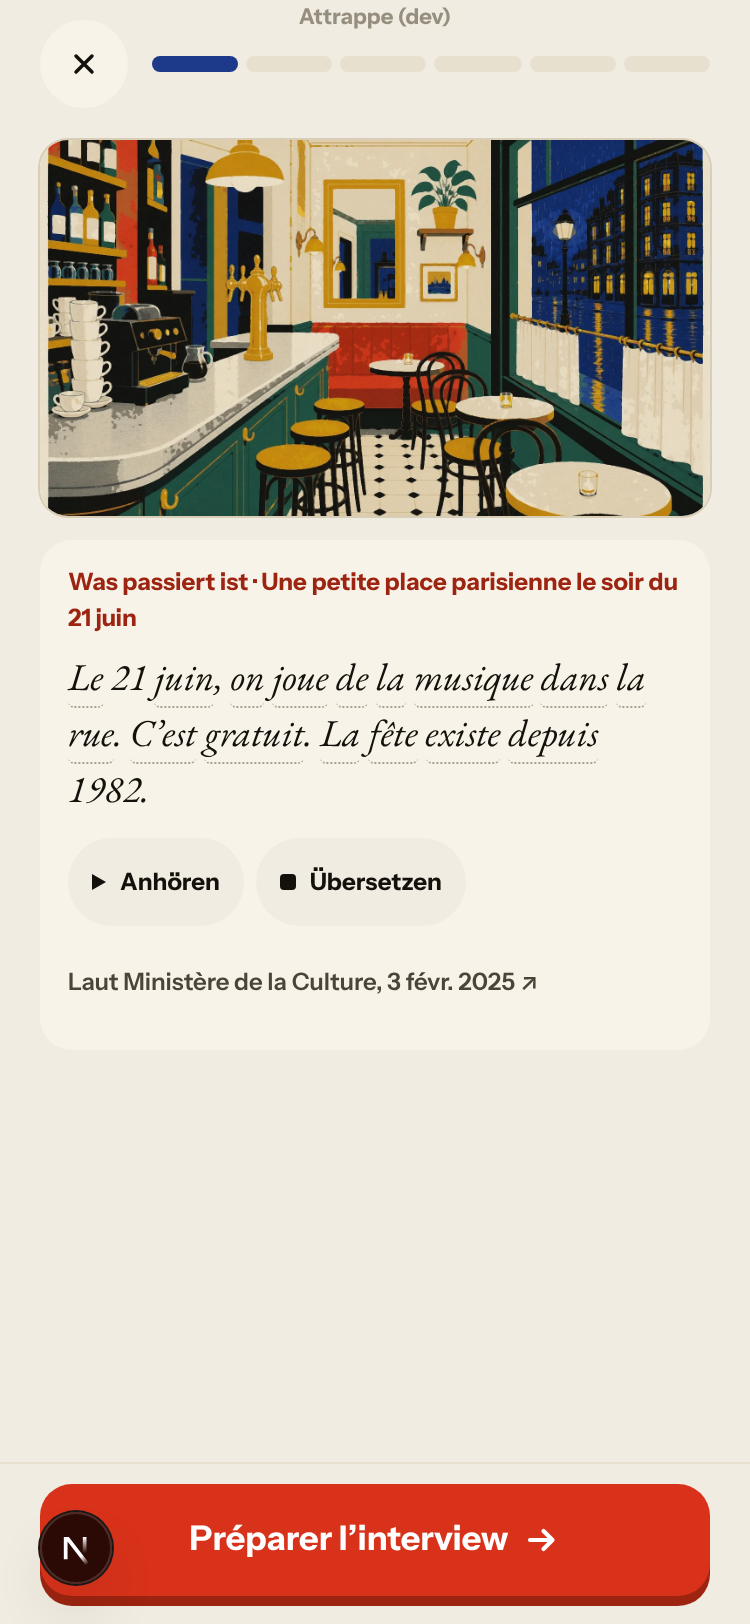 Attrappe (dev)
Was passiert ist · Une petite place parisienne le soir du
21 juin
Le 21 juin, on joue de la musique dans la
rue. C’est gratuit. La fête existe depuis
1982.
Anhören
Übersetzen
Laut Ministère de la Culture, 3 févr. 2025 ↗
Préparer l’interview →
N